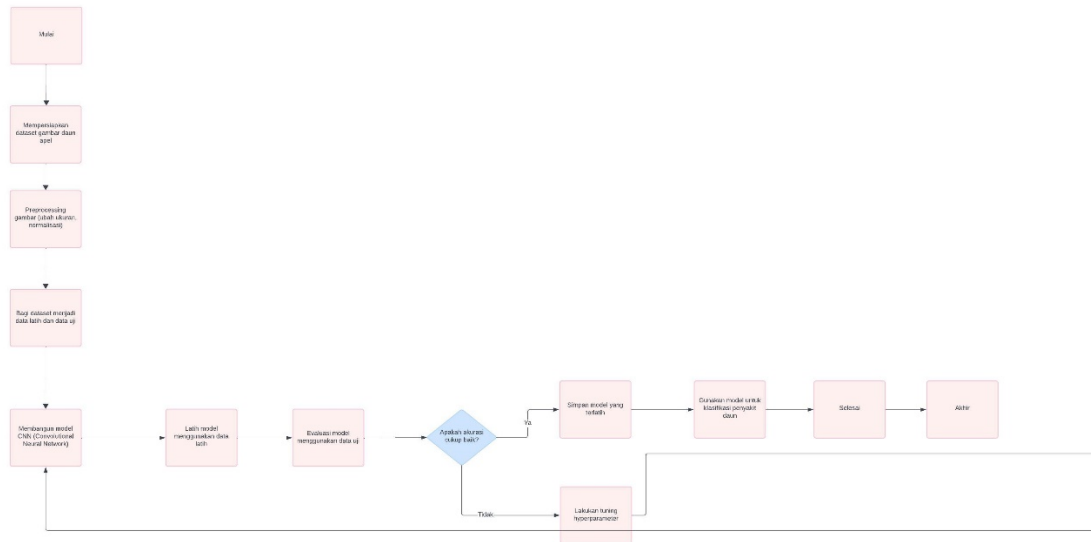 Mulai
Mempersiapkan
dataset gambar daun
apel
Preprocessing
gambar (ubah ukuran,
normalisasi)
Bagi dataset menjadi
data latih dan data uji
Membangun model
CNN (Convolutional
Neural Network)
Latih model
menggunakan data
latih
Evaluasi model
menggunakan data uji
Apakah akurasi
cukup baik?
Ya
Simpan model yang
terlatih
Gunakan model untuk
klasifikasi penyakit
daun
Selesai
Akhir
Tidak
Lakukan tuning
hyperparameter